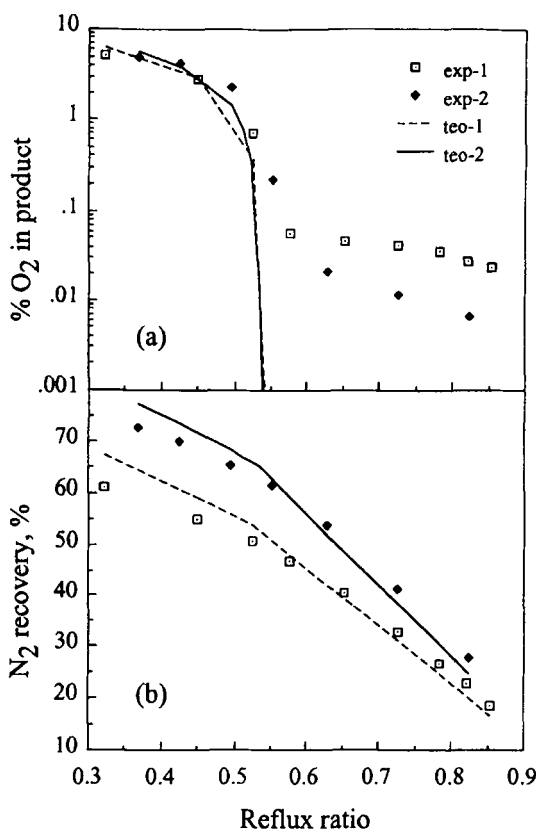 10
1
.1
.01
.001
% O2 in product
exp-1
exp-2
teo-1
teo-2
(a)
70
60
50
40
30
20
10
N2 recovery, %
(b)
0.3 0.4 0.5 0.6 0.7 0.8 0.9
Reflux ratio